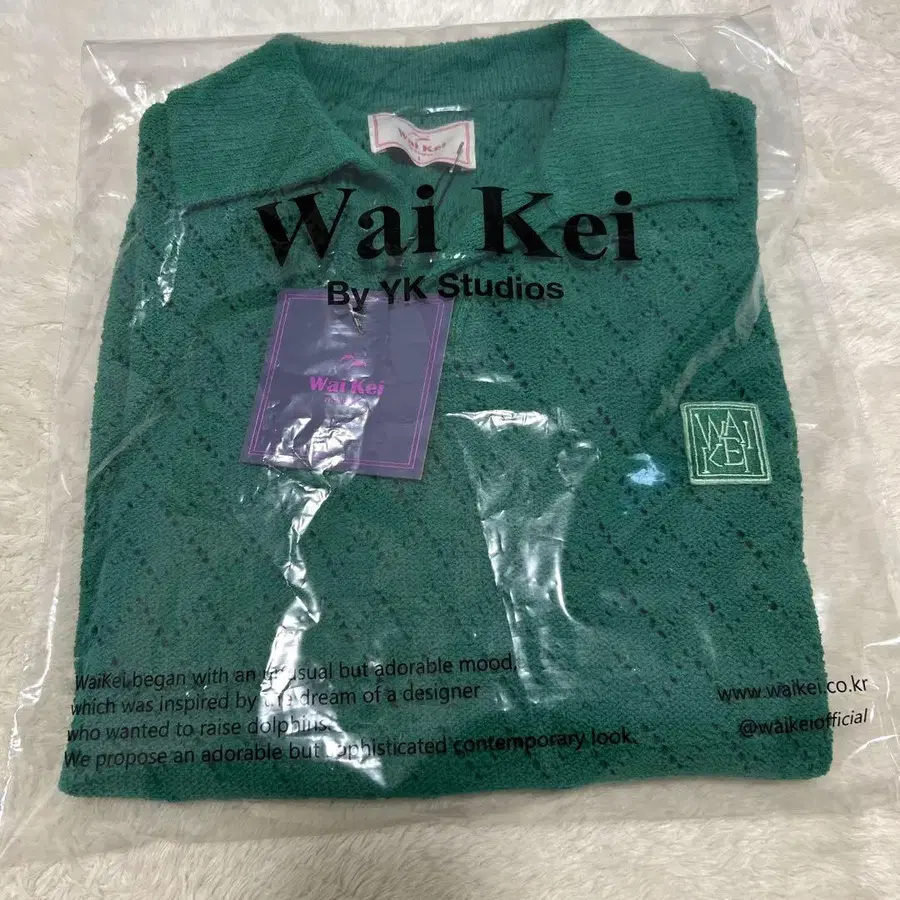 Wai Kei
Wai Kei
By YK Studios
Wai Kei
WAI
KEI
WaiKei began with an unusual but adorable mood,
which was inspired by the dream of a designer
who wanted to raise dolphins.
We propose an adorable but sophisticated contemporary look.
www.waikei.co.kr
@waikeiofficial